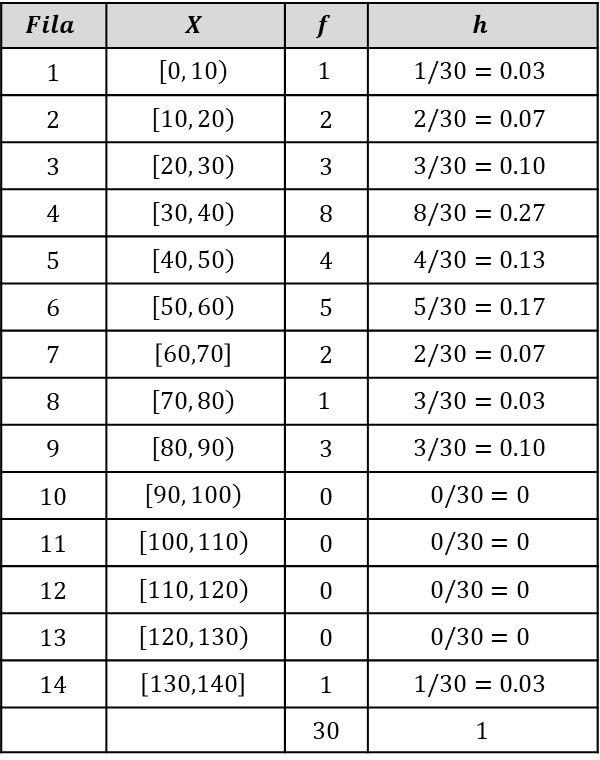 Fila X f h
1 [0, 10) 1 1/30 = 0.03
2 [10, 20) 2 2/30 = 0.07
3 [20, 30) 3 3/30 = 0.10
4 [30, 40) 8 8/30 = 0.27
5 [40, 50) 4 4/30 = 0.13
6 [50, 60) 5 5/30 = 0.17
7 [60,70] 2 2/30 = 0.07
8 [70, 80) 1 3/30 = 0.03
9 [80, 90) 3 3/30 = 0.10
10 [90, 100) 0 0/30 = 0
11 [100, 110) 0 0/30 = 0
12 [110, 120) 0 0/30 = 0
13 [120, 130) 0 0/30 = 0
14 [130,140] 1 1/30 = 0.03
30 1